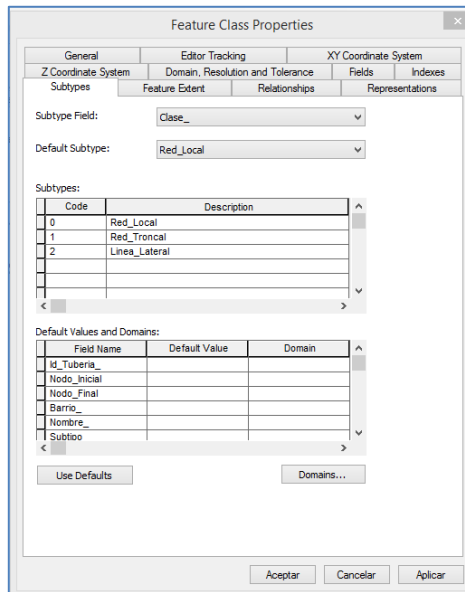 Feature Class Properties
General Editor Tracking XY Coordinate System
Z Coordinate System Domain, Resolution and Tolerance Fields Indexes
Subtypes Feature Extent Relationships Representations
Subtype Field: Clase_
Default Subtype: Red_Local
Subtypes:
Code Description
0 Red_Local
1 Red_Troncal
2 Linea_Lateral
Default Values and Domains:
Field Name Default Value Domain
Id_Tuberia_
Nodo_Inicial
Nodo_Final
Barrio_
Nombre_
Subtipo
Use Defaults Domains...
Aceptar Cancelar Aplicar